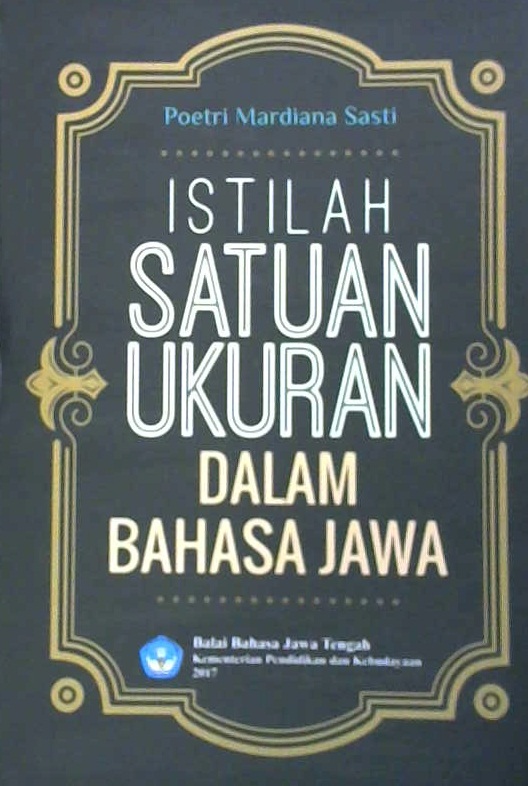 Poetri Mardiana Sasti
ISTILAH
SATUAN
UKURAN
DALAM
BAHASA JAWA
Balai Bahasa Jawa Tengah
Kementerian Pendidikan dan Kebudayaan
2017